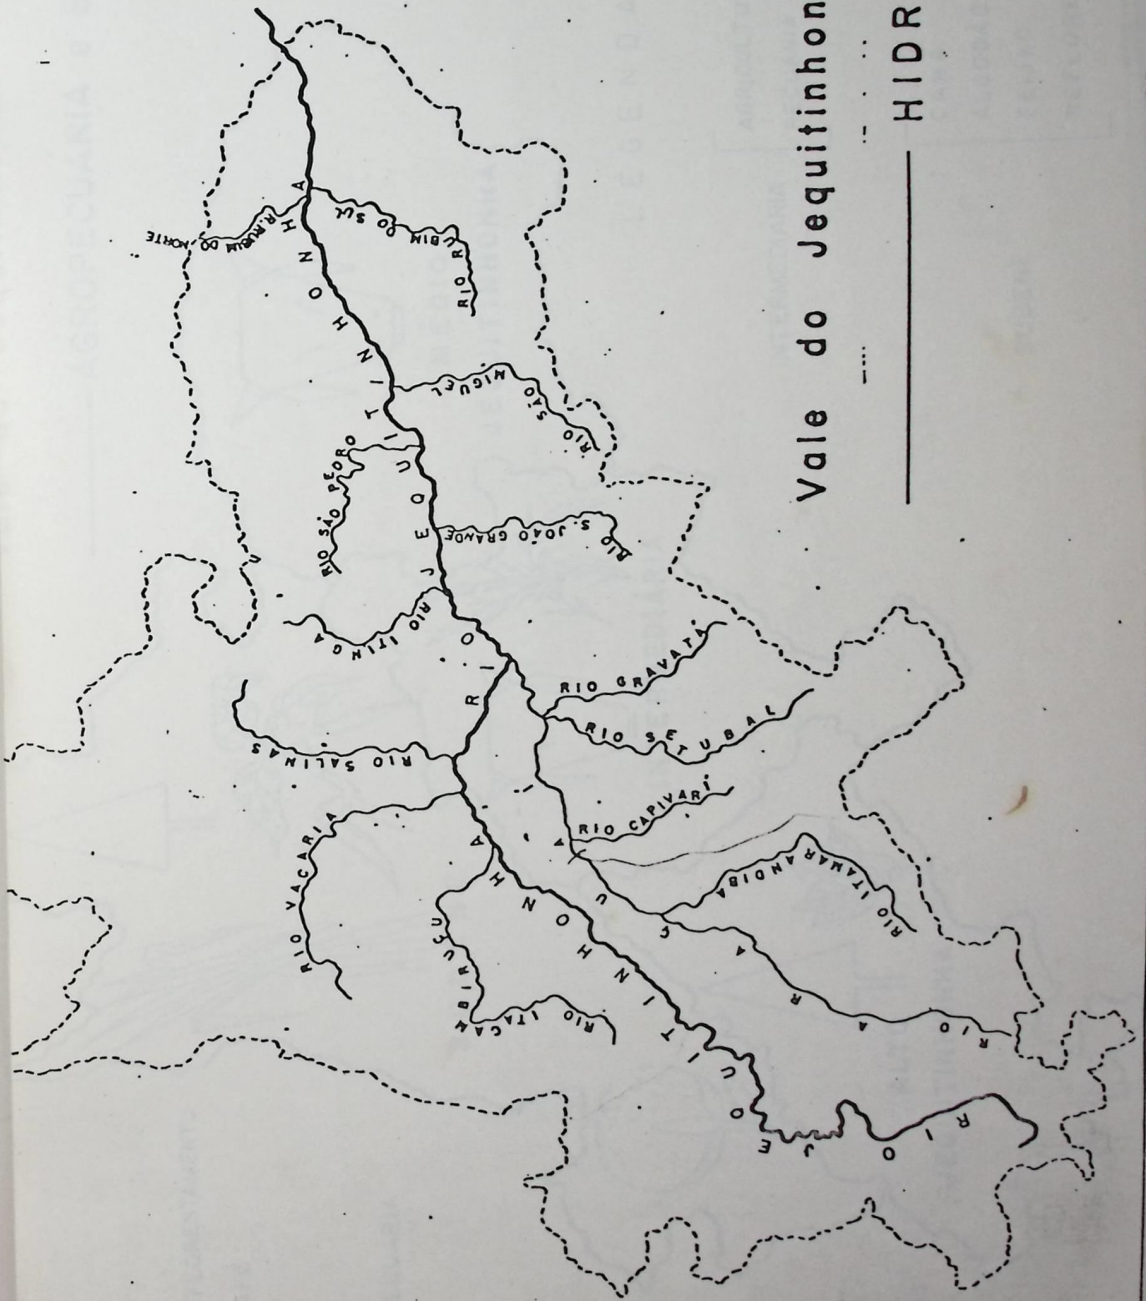 Vale do Jequitinhon
HIDR
RIO JEQUITINHONHA
RIO JEQUITINHONHA
R. RUBIM DO NORTE
RIO RUBIM DO SUL
RIO SÃO MIGUEL
RIO SÃO PEDRO
RIO S. JOÃO GRANDE
RIO ITINGA
RIO SALINAS
RIO VACARIA
RIO ITACAMBIRUÇU
RIO GRAVATÁ
RIO SETUBAL
RIO CAPIVARÍ
RIO ITAMARANDIBA
RIO ARAÇUAÍ